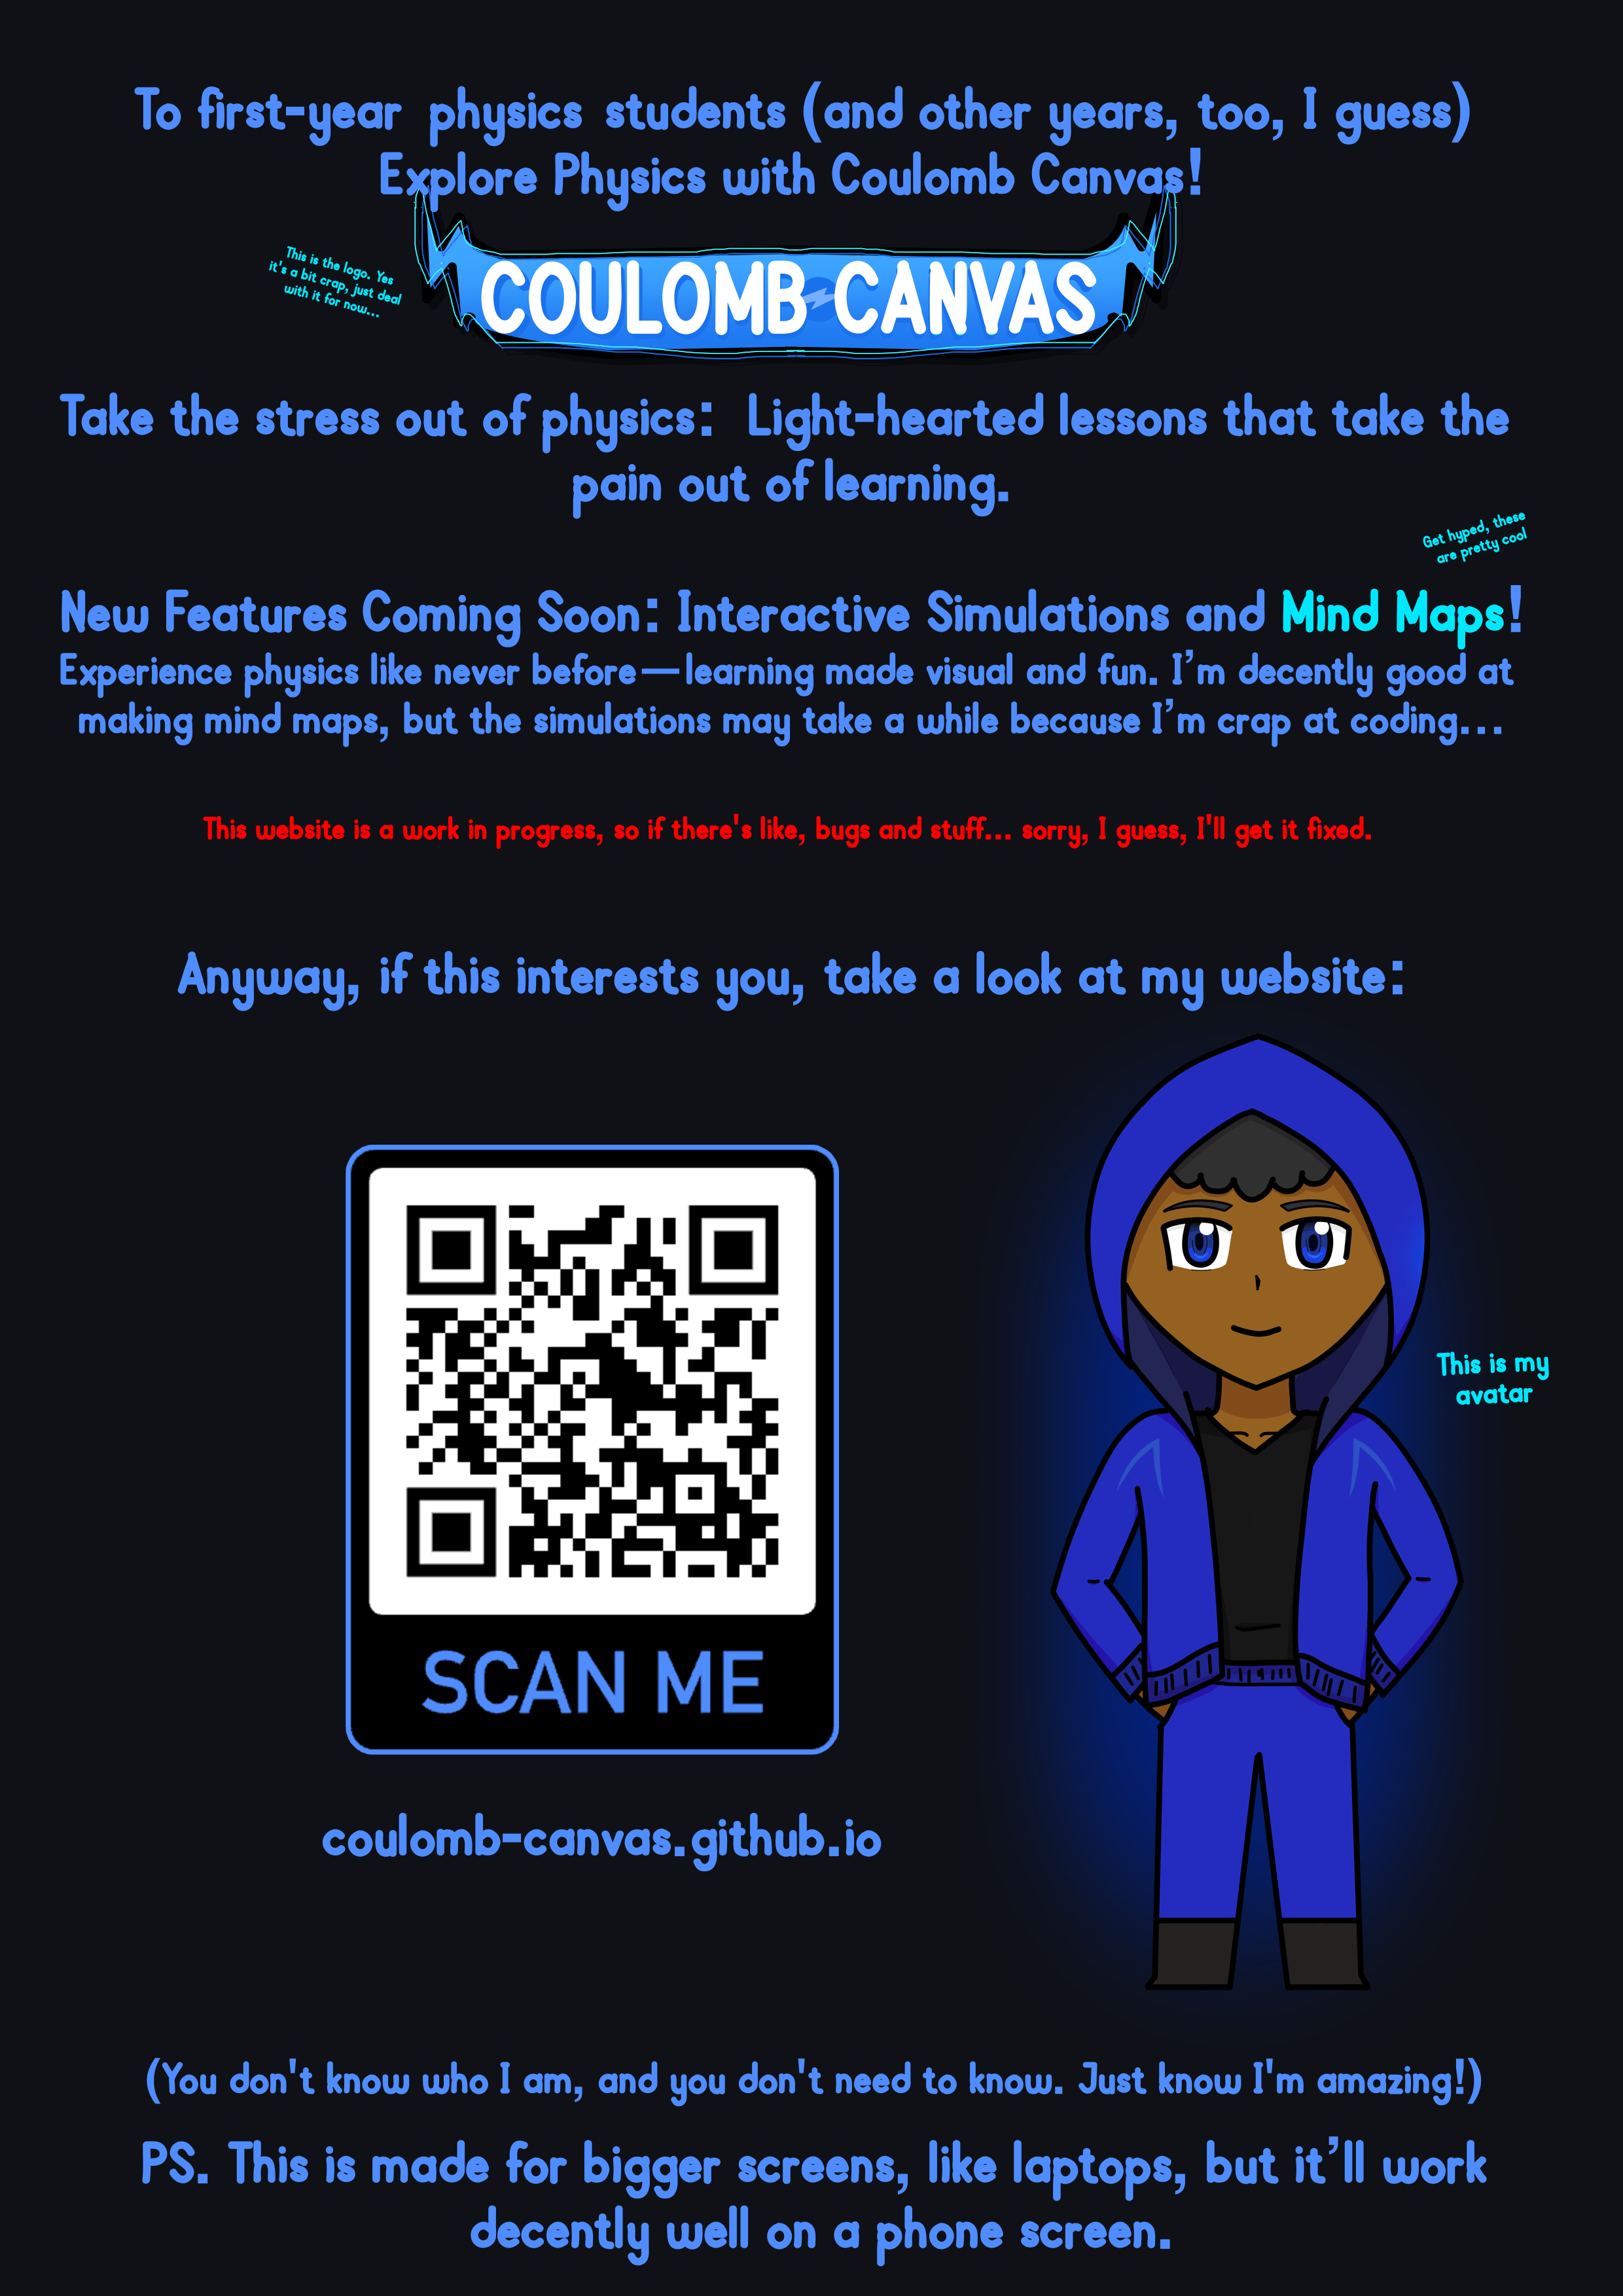 To first-year physics students (and other years, too, I guess)
Explore Physics with Coulomb Canvas!
This is the logo. Yes
it's a bit crap, just deal
with it for now...
COULOMB CANVAS
Take the stress out of physics: Light-hearted lessons that take the
pain out of learning.
Get hyped, these
are pretty cool
New Features Coming Soon: Interactive Simulations and Mind Maps!
Experience physics like never before—learning made visual and fun. I’m decently good at
making mind maps, but the simulations may take a while because I’m crap at coding...
This website is a work in progress, so if there's like, bugs and stuff... sorry, I guess, I'll get it fixed.
Anyway, if this interests you, take a look at my website:
SCAN ME
This is my
avatar
coulomb-canvas.github.io
(You don't know who I am, and you don't need to know. Just know I'm amazing!)
PS. This is made for bigger screens, like laptops, but it’ll work
decently well on a phone screen.